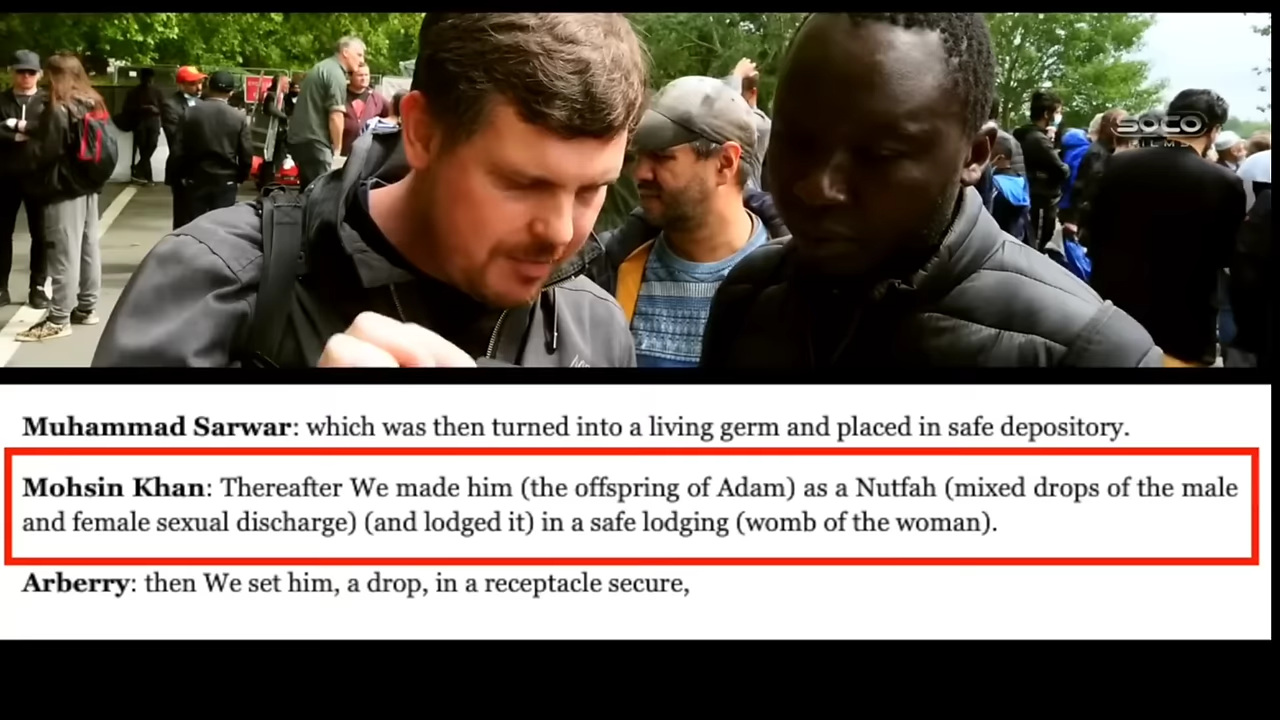 SOCO
FILMS
Muhammad Sarwar: which was then turned into a living germ and placed in safe depository.
Mohsin Khan: Thereafter We made him (the offspring of Adam) as a Nutfah (mixed drops of the male
and female sexual discharge) (and lodged it) in a safe lodging (womb of the woman).
Arberry: then We set him, a drop, in a receptacle secure,